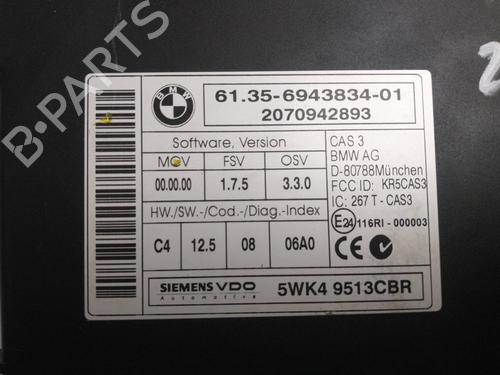 B-PARTS
BMW
61.35-6943834-01
2070942893
Software, Version
MOV FSV OSV
00.00.00 1.7.5 3.3.0
HW./SW.-/Cod.-/Diag.-Index
C4 12.5 08 06A0
CAS 3
BMW AG
D-80788München
FCC ID: KR5CAS3
IC: 267 T - CAS3
E24 116RI - 000003
CE
SIEMENS VDO
Automotive
5WK4 9513CBR